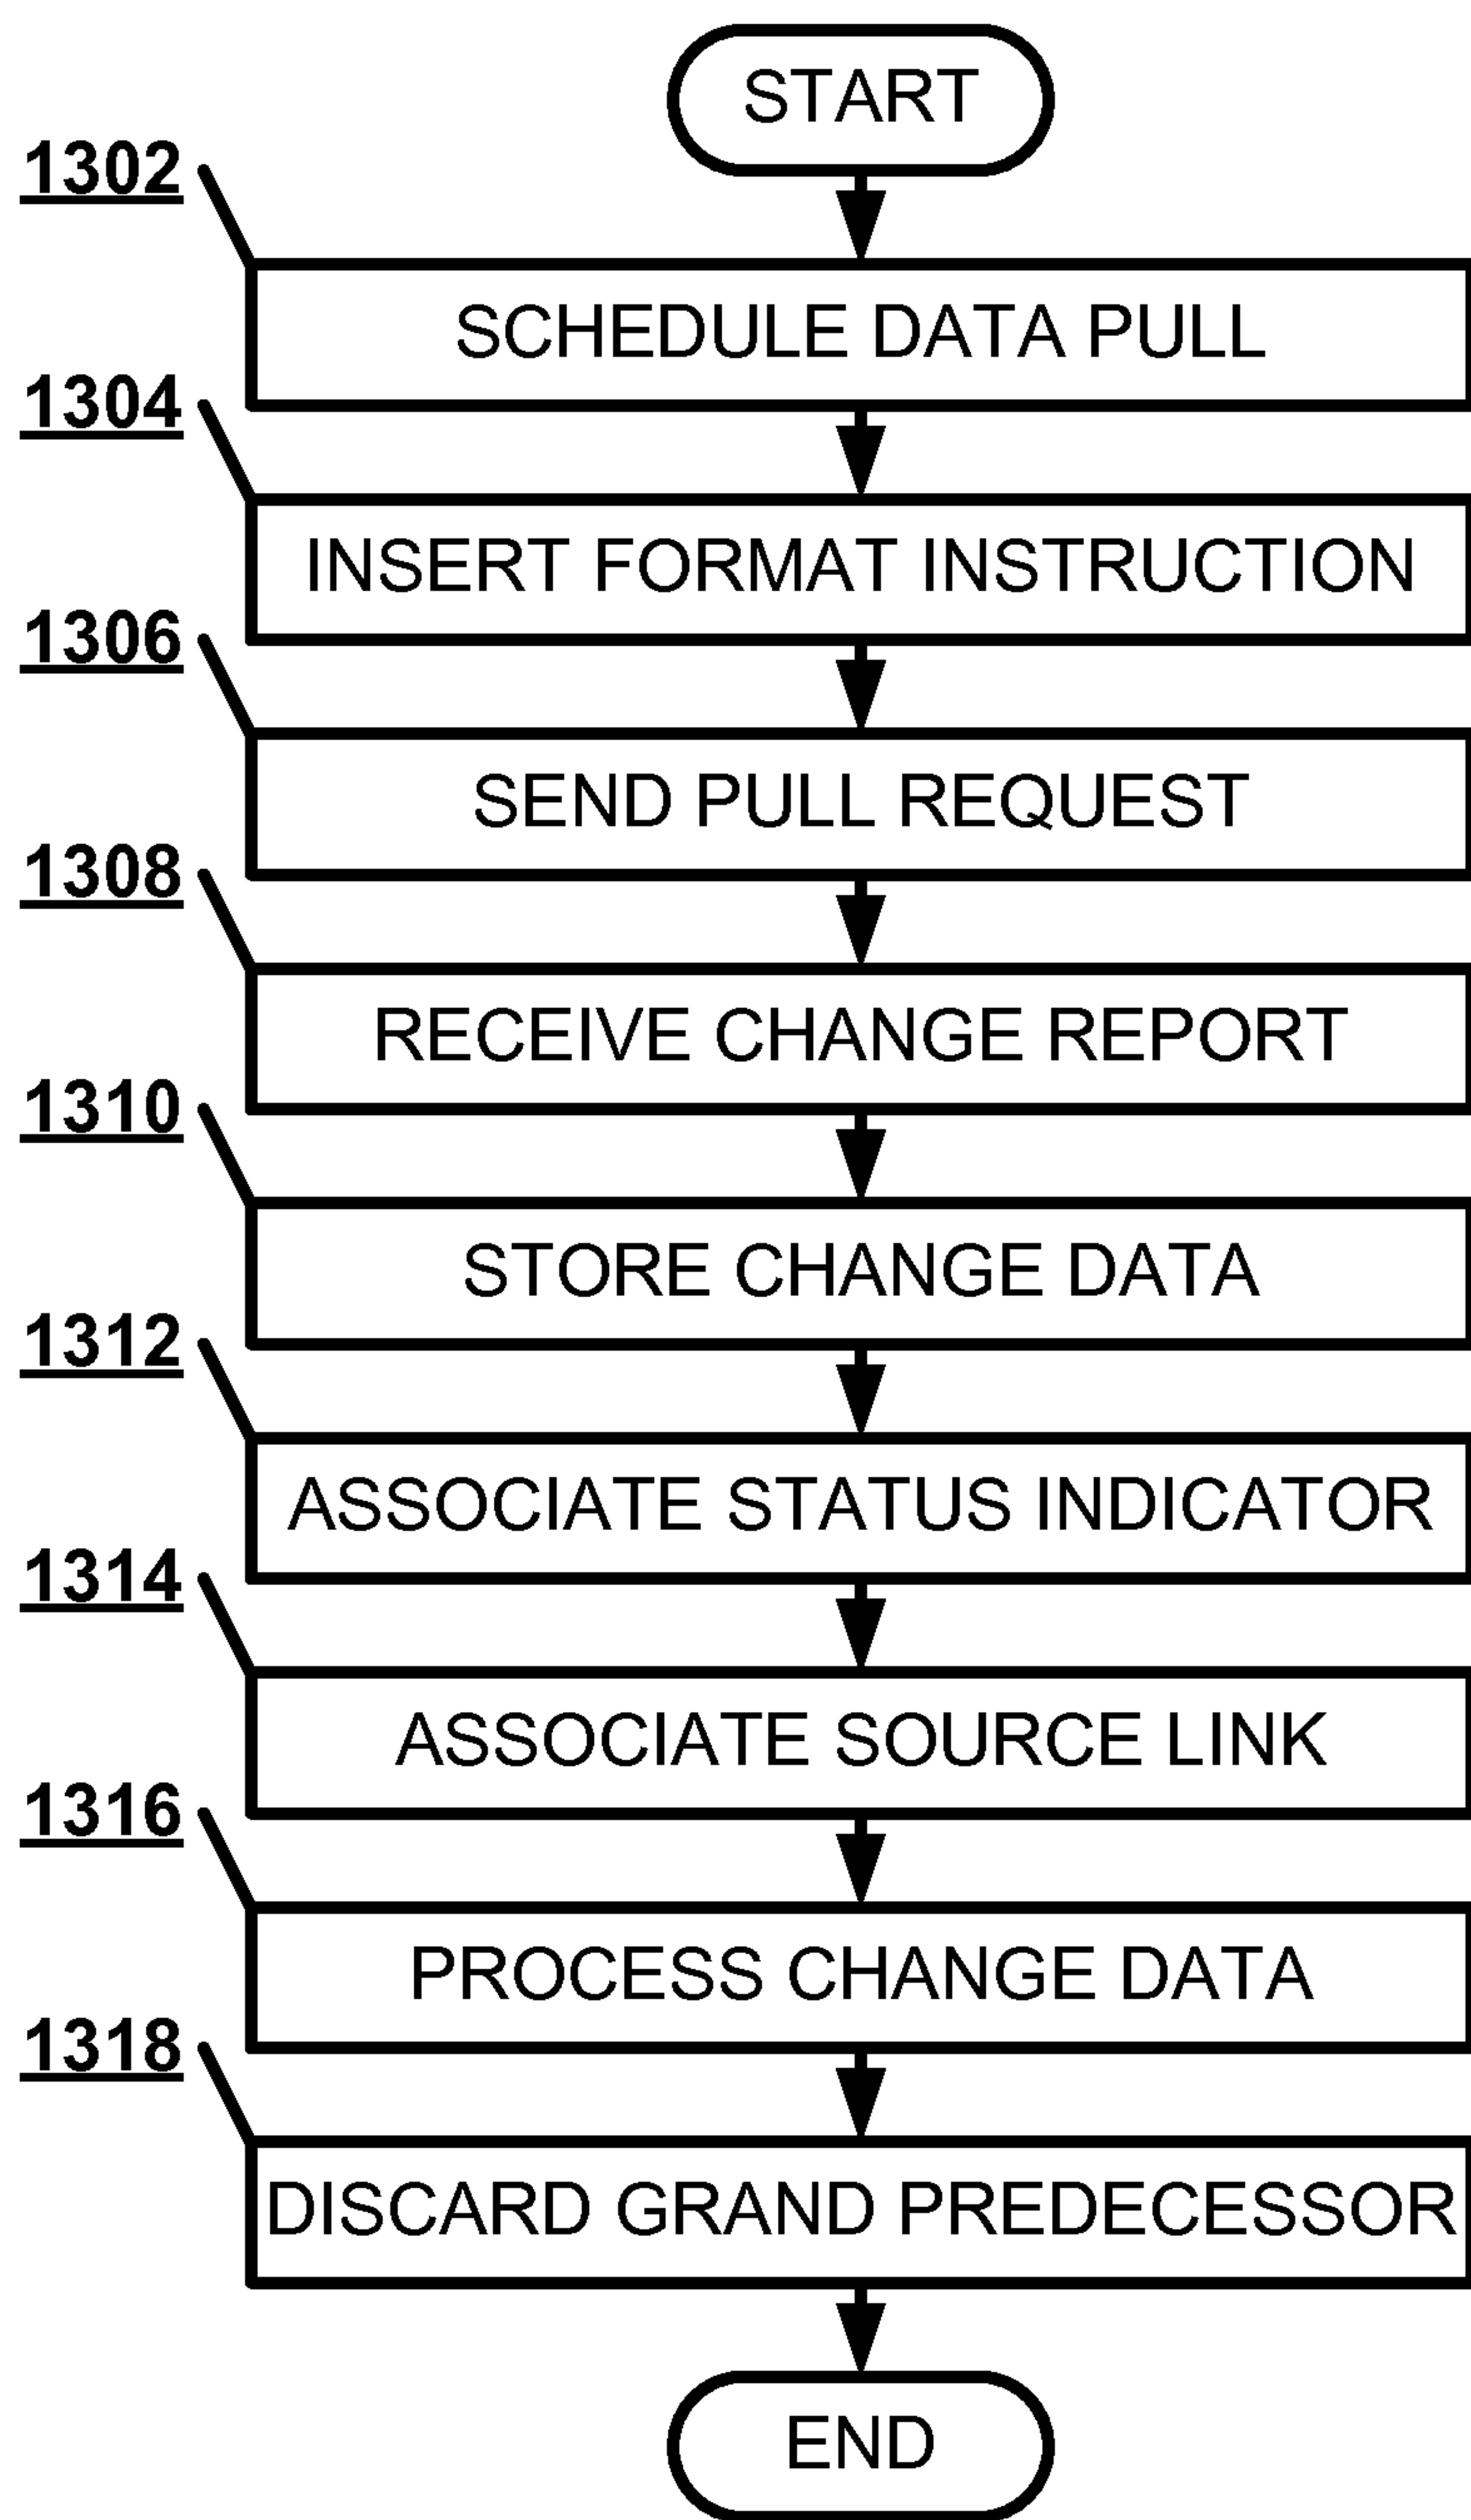 START
1302
SCHEDULE DATA PULL
1304
INSERT FORMAT INSTRUCTION
1306
SEND PULL REQUEST
1308
RECEIVE CHANGE REPORT
1310
STORE CHANGE DATA
1312
ASSOCIATE STATUS INDICATOR
1314
ASSOCIATE SOURCE LINK
1316
PROCESS CHANGE DATA
1318
DISCARD GRAND PREDECESSOR
END